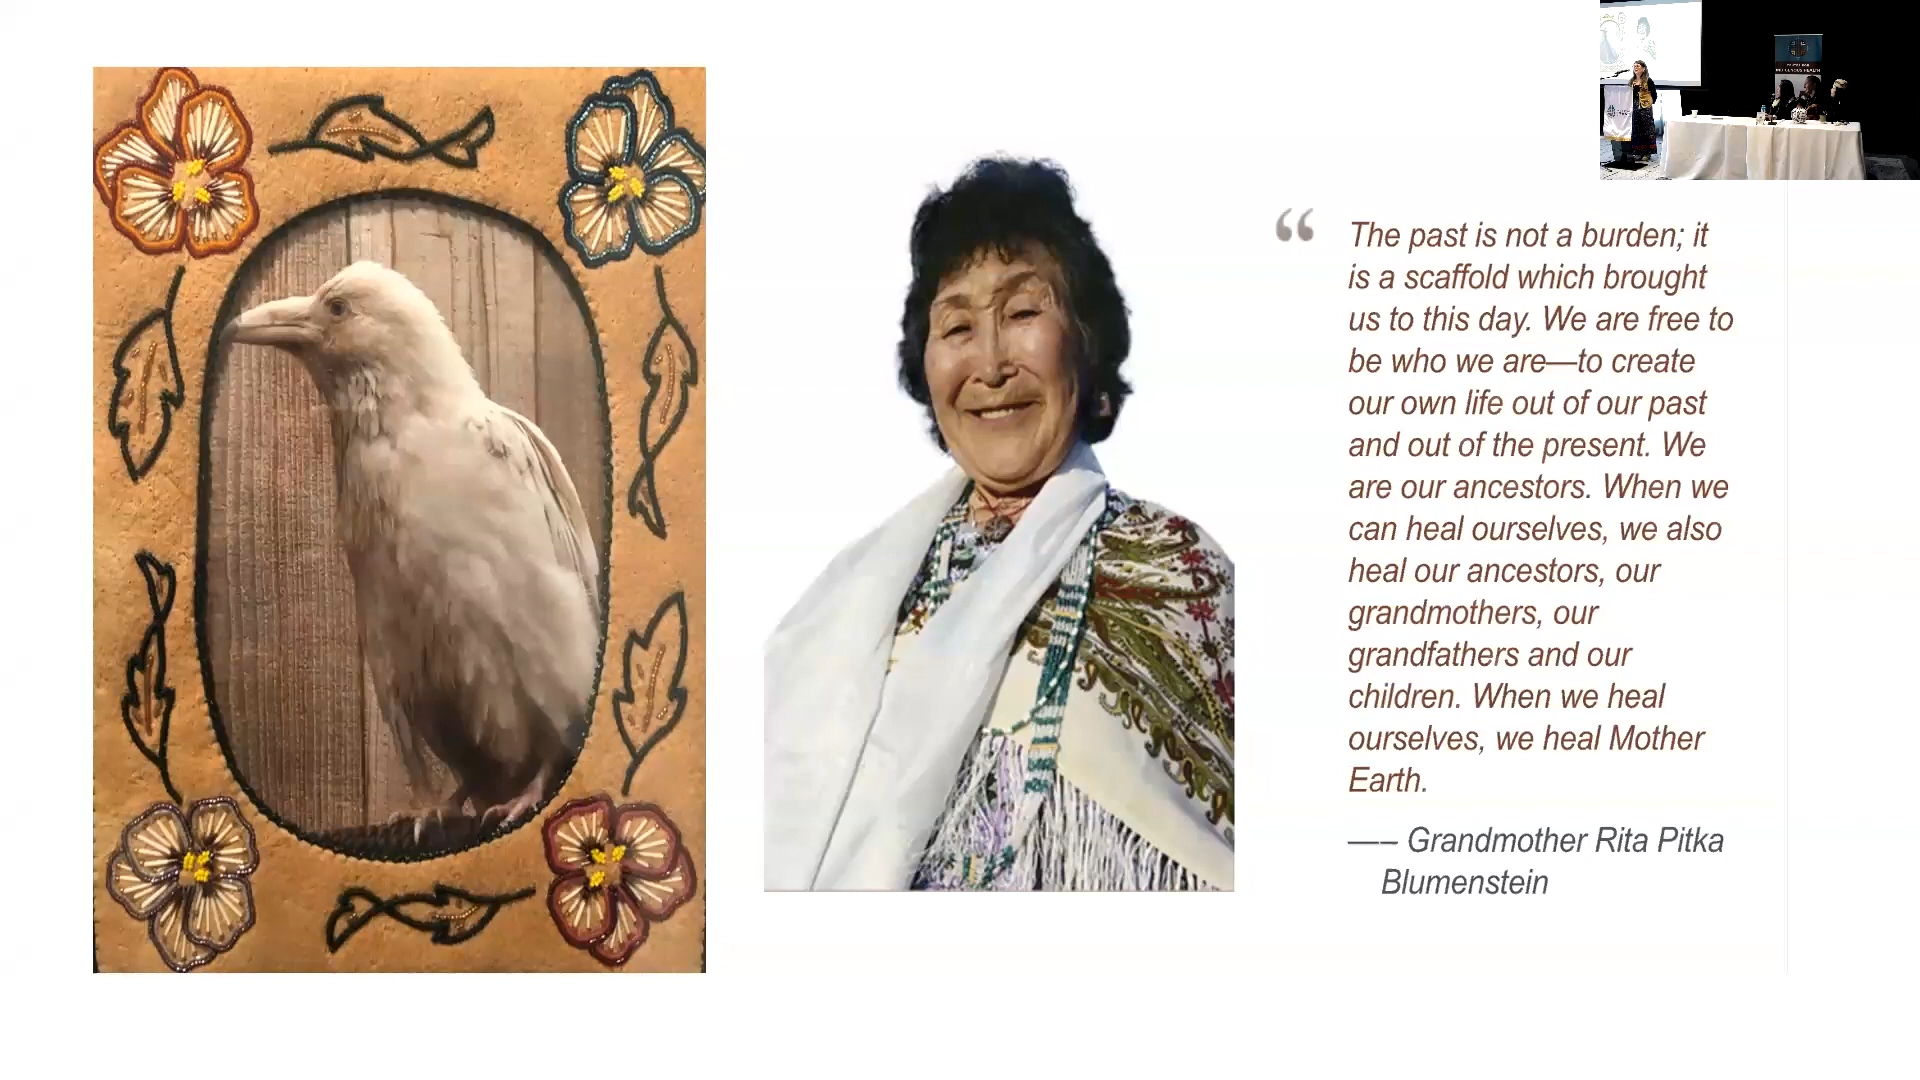 The past is not a burden; it
is a scaffold which brought
us to this day. We are free to
be who we are—to create
our own life out of our past
and out of the present. We
are our ancestors. When we
can heal ourselves, we also
heal our ancestors, our
grandmothers, our
grandfathers and our
children. When we heal
ourselves, we heal Mother
Earth.
—– Grandmother Rita Pitka
Blumenstein